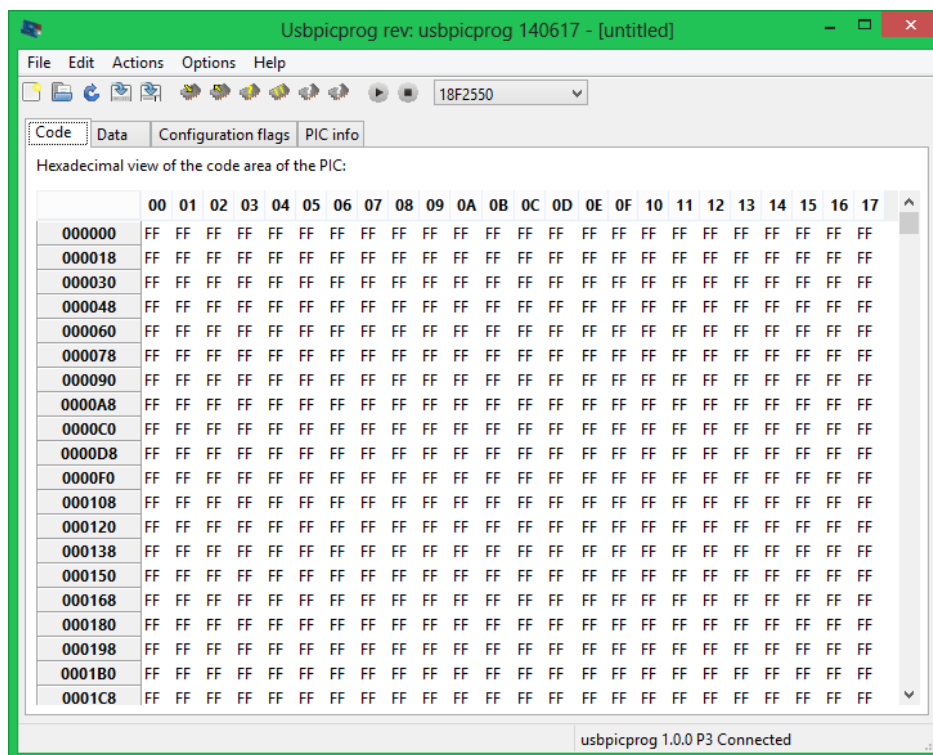 Usbpicprog rev: usbpicprog 140617 - [untitled]
File Edit Actions Options Help
18F2550
Code Data Configuration flags PIC info
Hexadecimal view of the code area of the PIC:
00 01 02 03 04 05 06 07 08 09 0A 0B 0C 0D 0E 0F 10 11 12 13 14 15 16 17
000000 FF FF FF FF FF FF FF FF FF FF FF FF FF FF FF FF FF FF FF FF FF FF FF FF
000018 FF FF FF FF FF FF FF FF FF FF FF FF FF FF FF FF FF FF FF FF FF FF FF FF
000030 FF FF FF FF FF FF FF FF FF FF FF FF FF FF FF FF FF FF FF FF FF FF FF FF
000048 FF FF FF FF FF FF FF FF FF FF FF FF FF FF FF FF FF FF FF FF FF FF FF FF
000060 FF FF FF FF FF FF FF FF FF FF FF FF FF FF FF FF FF FF FF FF FF FF FF FF
000078 FF FF FF FF FF FF FF FF FF FF FF FF FF FF FF FF FF FF FF FF FF FF FF FF
000090 FF FF FF FF FF FF FF FF FF FF FF FF FF FF FF FF FF FF FF FF FF FF FF FF
0000A8 FF FF FF FF FF FF FF FF FF FF FF FF FF FF FF FF FF FF FF FF FF FF FF FF
0000C0 FF FF FF FF FF FF FF FF FF FF FF FF FF FF FF FF FF FF FF FF FF FF FF FF
0000D8 FF FF FF FF FF FF FF FF FF FF FF FF FF FF FF FF FF FF FF FF FF FF FF FF
0000F0 FF FF FF FF FF FF FF FF FF FF FF FF FF FF FF FF FF FF FF FF FF FF FF FF
000108 FF FF FF FF FF FF FF FF FF FF FF FF FF FF FF FF FF FF FF FF FF FF FF FF
000120 FF FF FF FF FF FF FF FF FF FF FF FF FF FF FF FF FF FF FF FF FF FF FF FF
000138 FF FF FF FF FF FF FF FF FF FF FF FF FF FF FF FF FF FF FF FF FF FF FF FF
000150 FF FF FF FF FF FF FF FF FF FF FF FF FF FF FF FF FF FF FF FF FF FF FF FF
000168 FF FF FF FF FF FF FF FF FF FF FF FF FF FF FF FF FF FF FF FF FF FF FF FF
000180 FF FF FF FF FF FF FF FF FF FF FF FF FF FF FF FF FF FF FF FF FF FF FF FF
000198 FF FF FF FF FF FF FF FF FF FF FF FF FF FF FF FF FF FF FF FF FF FF FF FF
0001B0 FF FF FF FF FF FF FF FF FF FF FF FF FF FF FF FF FF FF FF FF FF FF FF FF
0001C8 FF FF FF FF FF FF FF FF FF FF FF FF FF FF FF FF FF FF FF FF FF FF FF FF
usbpicprog 1.0.0 P3 Connected